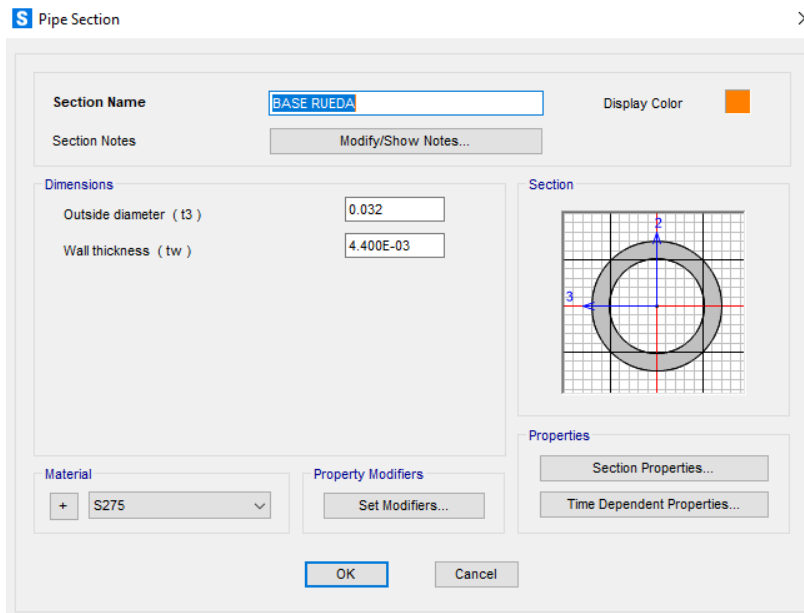 S Pipe Section
Section Name BASE RUEDA Display Color
Section Notes Modify/Show Notes...
Dimensions
Outside diameter ( t3 ) 0.032
Wall thickness ( tw ) 4.400E-03
Section
2
3
Properties
Section Properties...
Time Dependent Properties...
Material
+ S275
Property Modifiers
Set Modifiers...
OK Cancel